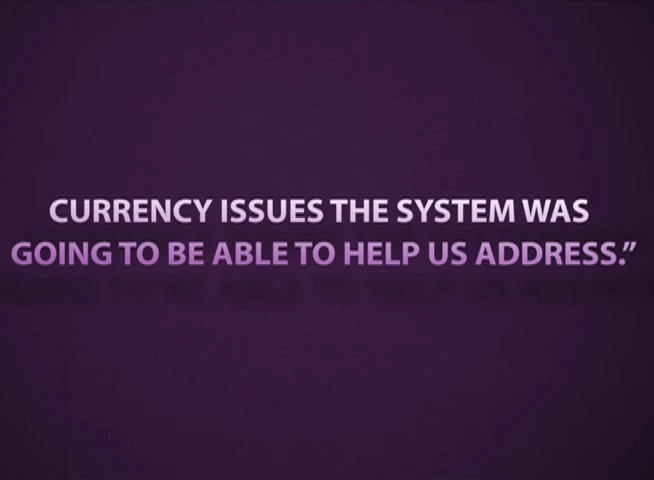 CURRENCY ISSUES THE SYSTEM WAS
GOING TO BE ABLE TO HELP US ADDRESS.”